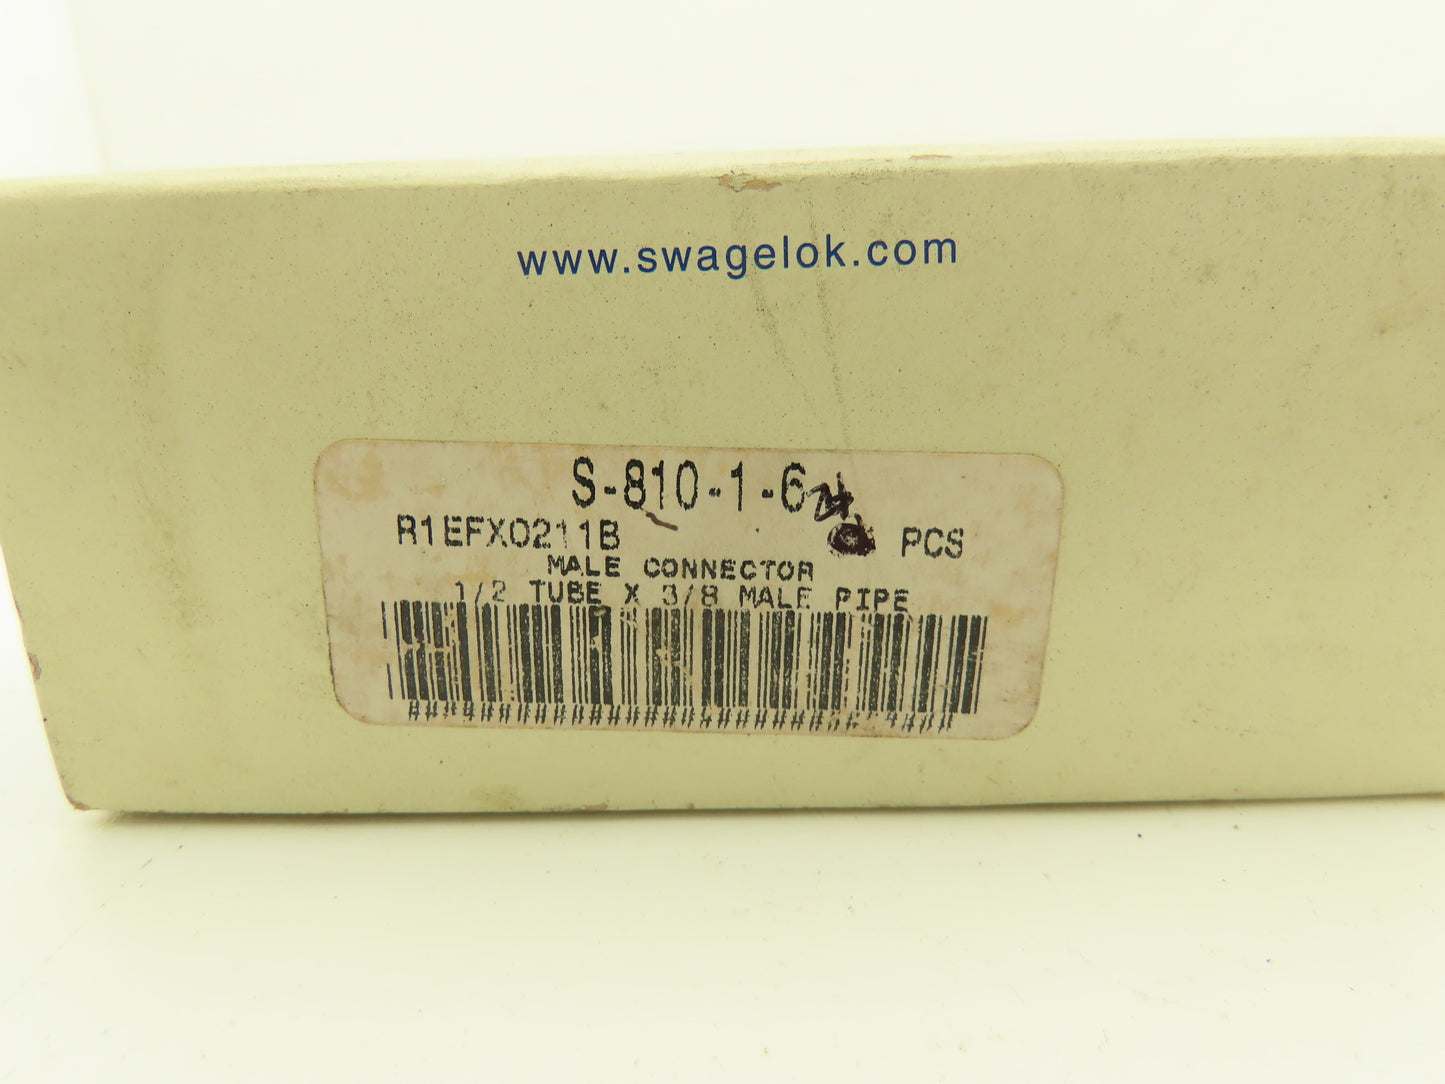 www.swagelok.com
S-810-1-6
R1EFX0211B PCS
MALE CONNECTOR
1/2 TUBE X 3/8 MALE PIPE